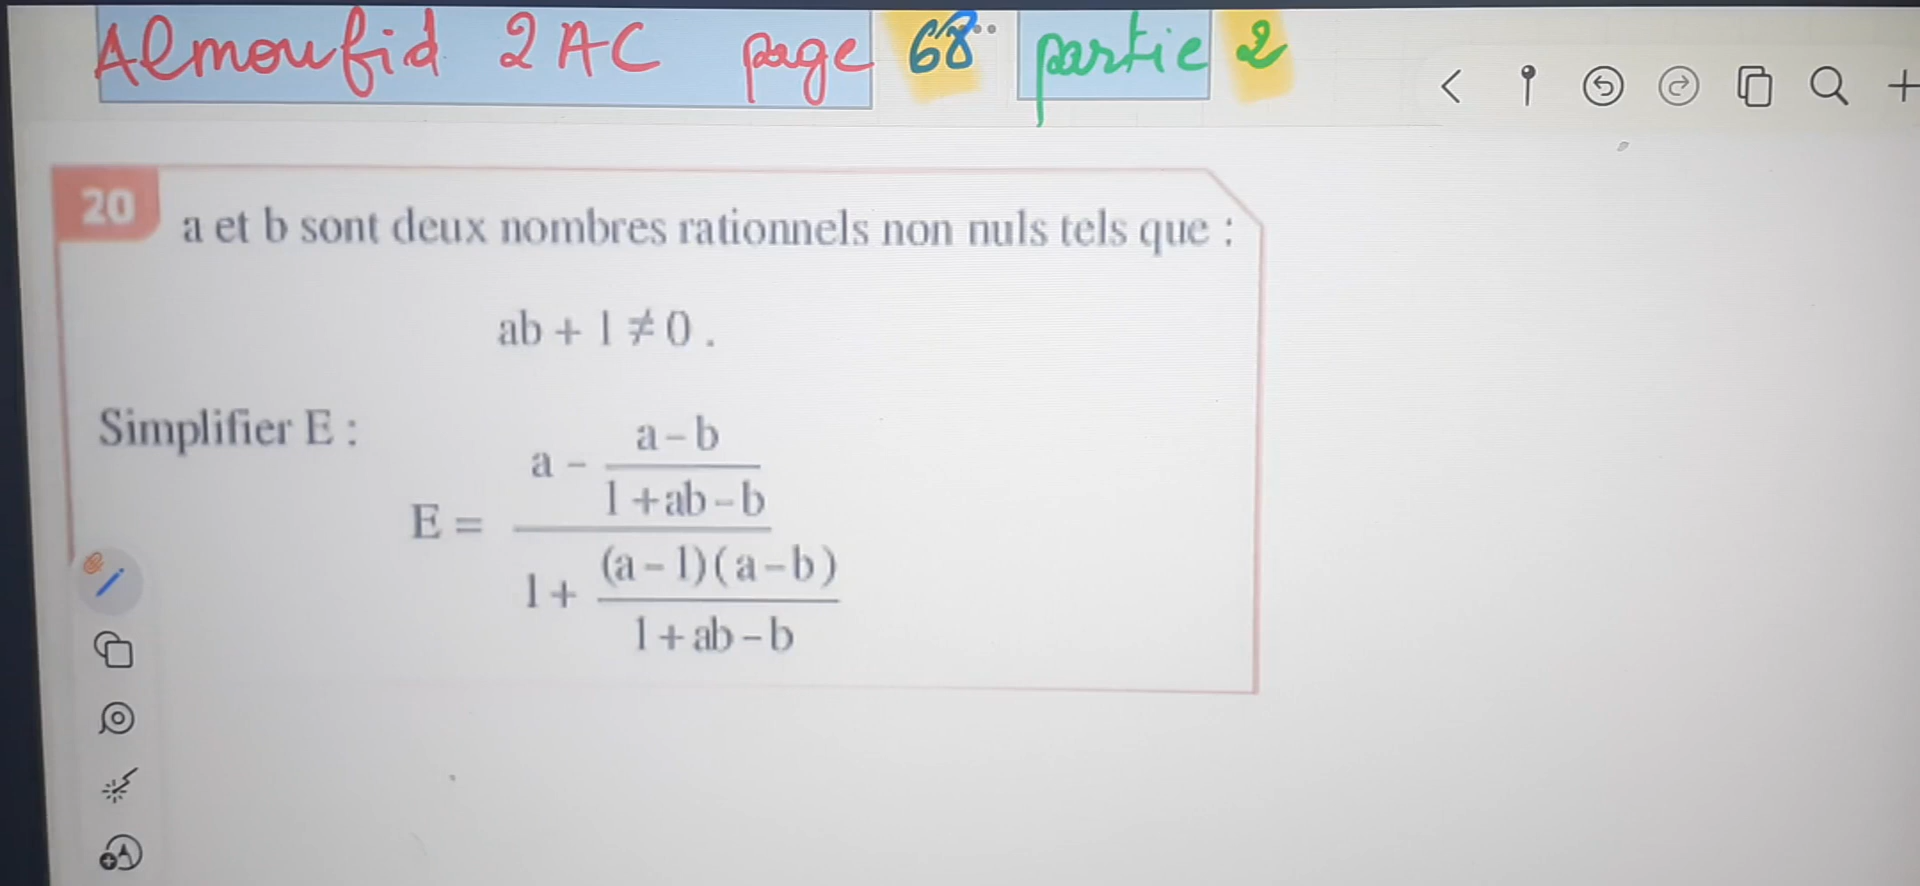 Almoufid 2AC page 68 partie 2
20
a et b sont deux nombres rationnels non nuls tels que :
ab + 1 ≠ 0 .
Simplifier E :
a - b
a -
1 + ab - b
E =
(a - 1)(a - b)
1 +
1 + ab - b